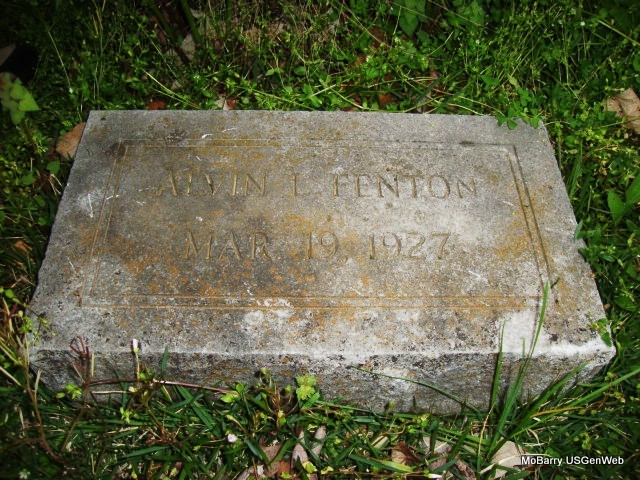 ALVIN L. FENTON
MAR. 19, 1927
MoBarry USGenWeb